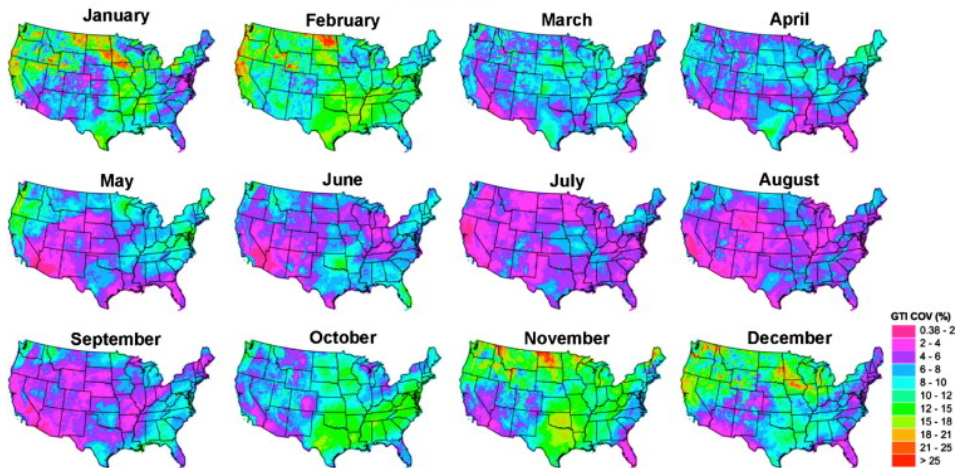 January
February
March
April
May
June
July
August
September
October
November
December
GTI COV (%)
0.38 - 2
2 - 4
4 - 6
6 - 8
8 - 10
10 - 12
12 - 15
15 - 18
18 - 21
21 - 25
> 25